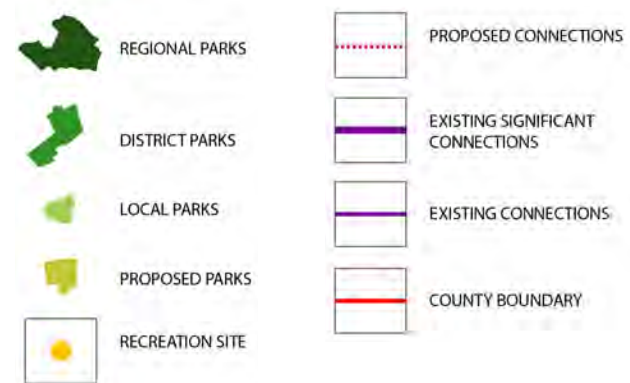 REGIONAL PARKS
DISTRICT PARKS
LOCAL PARKS
PROPOSED PARKS
RECREATION SITE
PROPOSED CONNECTIONS
EXISTING SIGNIFICANT
CONNECTIONS
EXISTING CONNECTIONS
COUNTY BOUNDARY